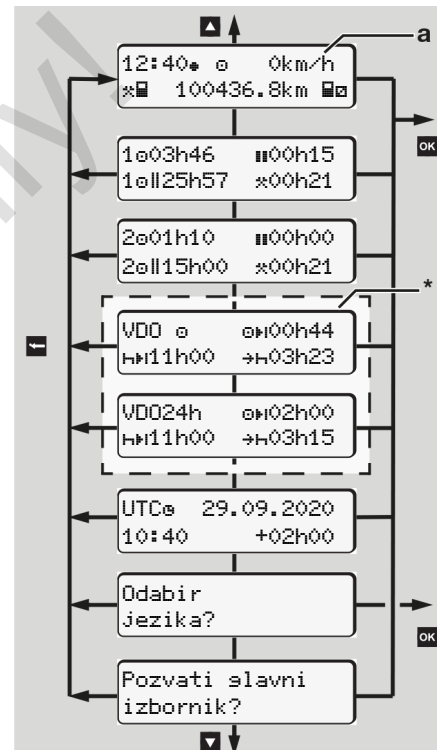 a
12:40● ⊙ 0km/h
100436.8km
OK
1⊙03h46 00h15
1⊙||25h57 00h21
2⊙01h10 00h00
2⊙||15h00 00h21
*
VDO ⊙ 00h44
11h00 03h23
VDO24h 02h00
11h00 03h15
UTC 29.09.2020
10:40 +02h00
Odabir
jezika?
OK
Pozvati glavni
izbornik?